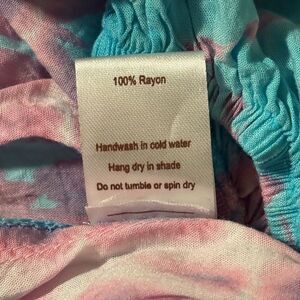 100% Rayon
Handwash in cold water
Hang dry in shade
Do not tumble or spin dry